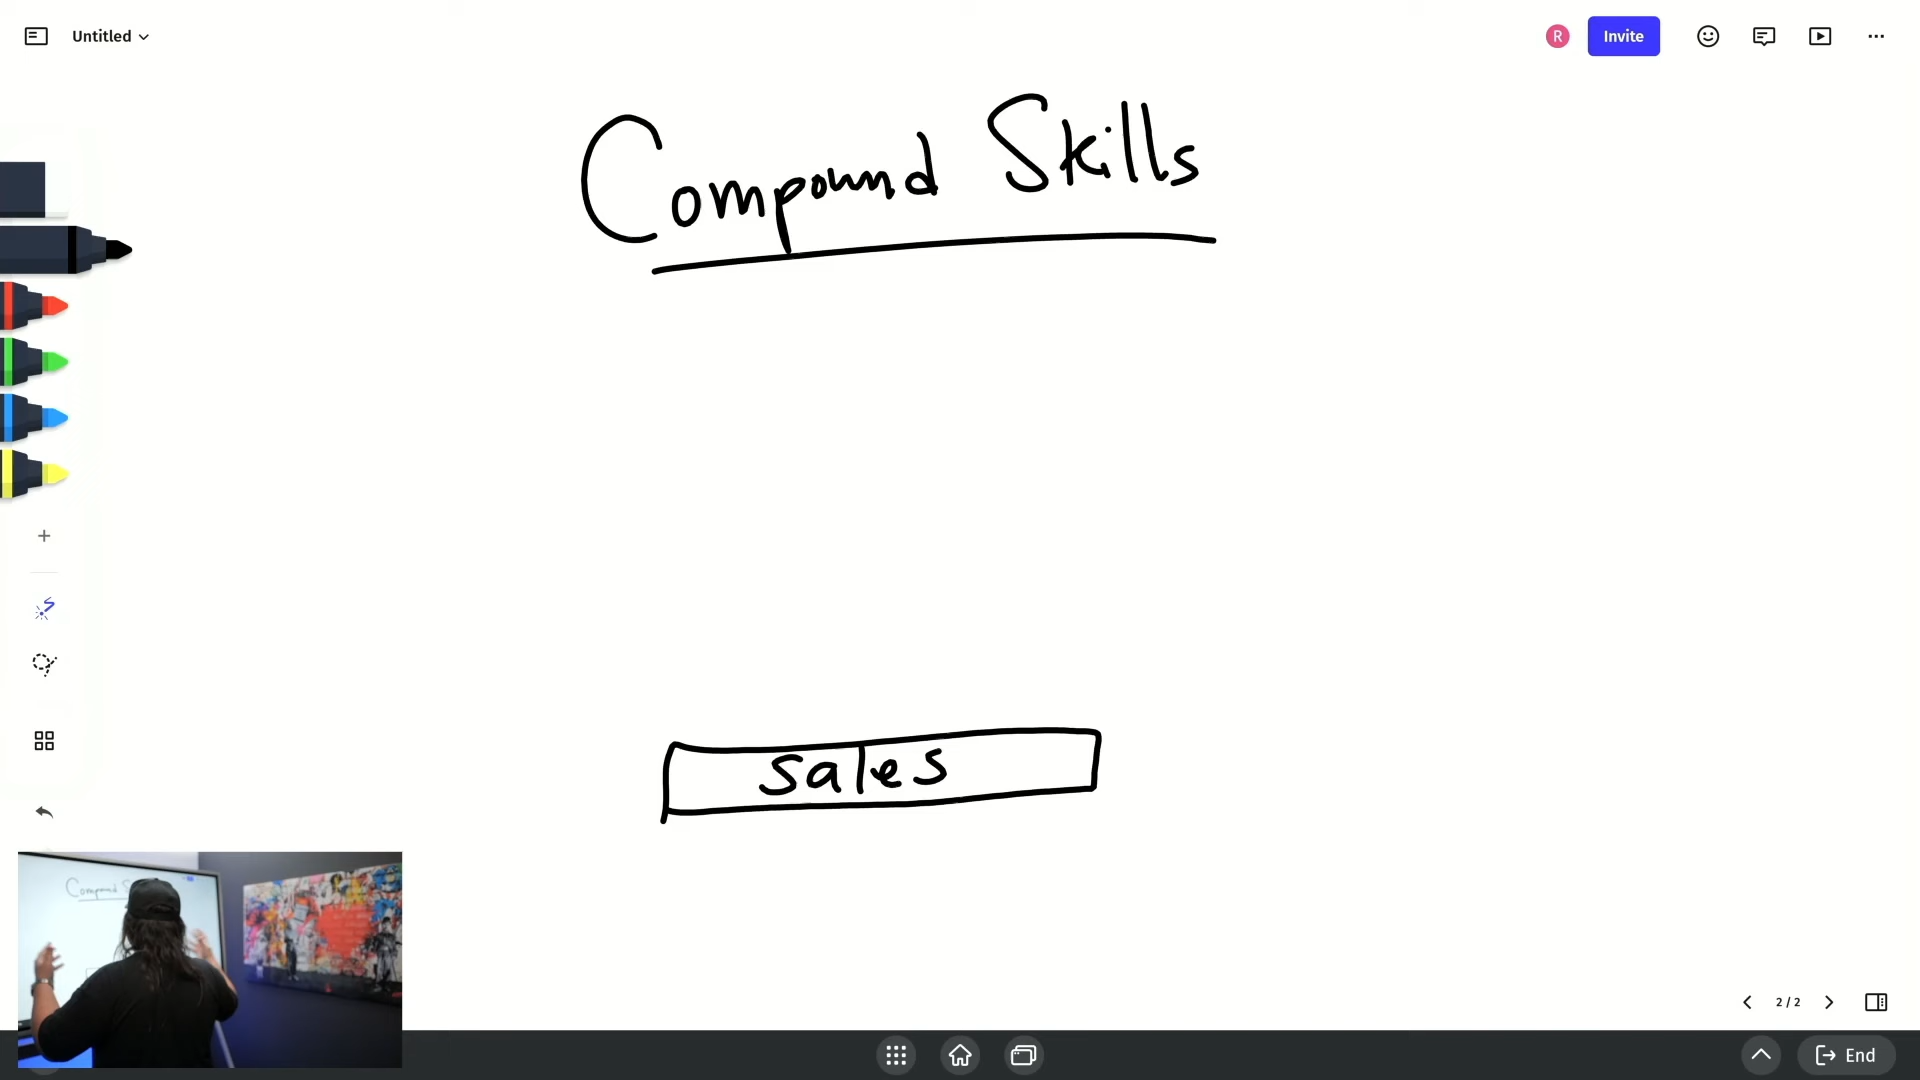 Untitled
R
Invite
Compound Skills
Sales
2 / 2
End